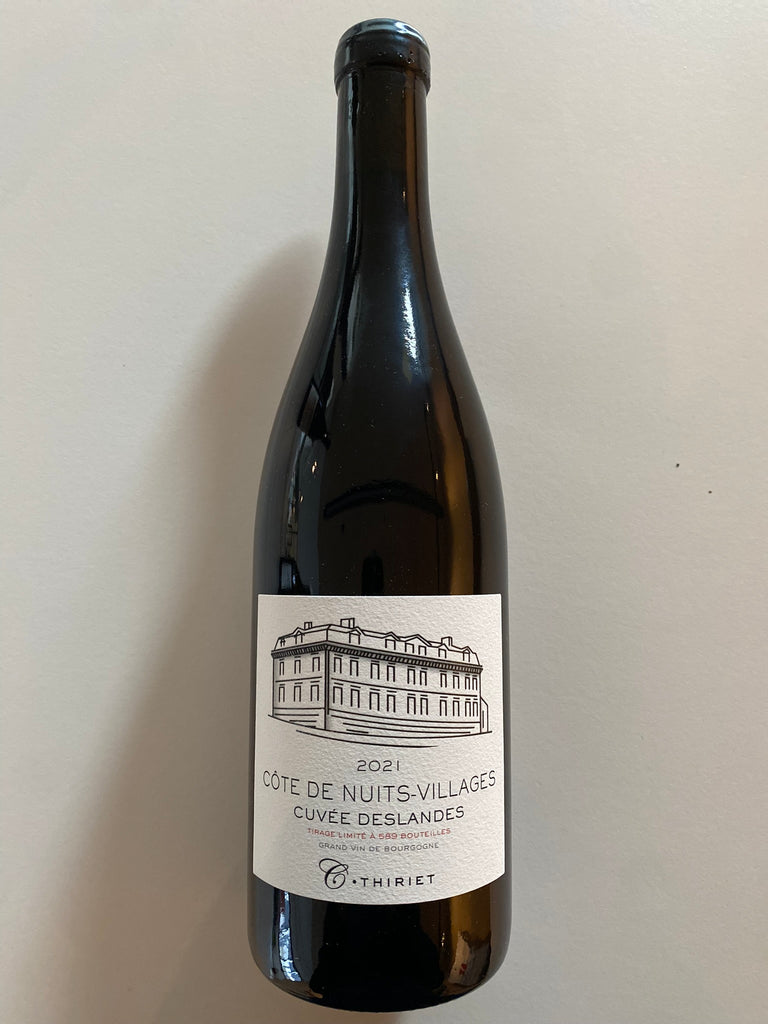 2021
CÔTE DE NUITS-VILLAGES
CUVÉE DESLANDES
TIRAGE LIMITÉ À 589 BOUTEILLES
GRAND VIN DE BOURGOGNE
C • THIRIET